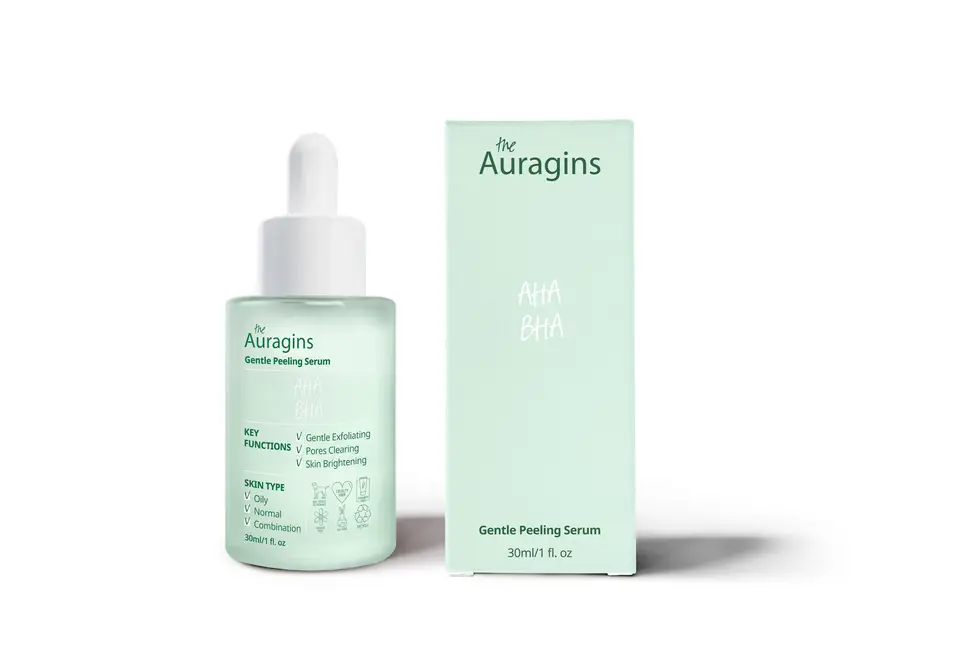 the
Auragins
Gentle Peeling Serum
AHA
BHA
KEY
FUNCTIONS
√ Gentle Exfoliating
√ Pores Clearing
√ Skin Brightening
SKIN TYPE
√ Oily
√ Normal
√ Combination
30ml/1 fl. oz
the
Auragins
AHA
BHA
Gentle Peeling Serum
30ml/1 fl. oz